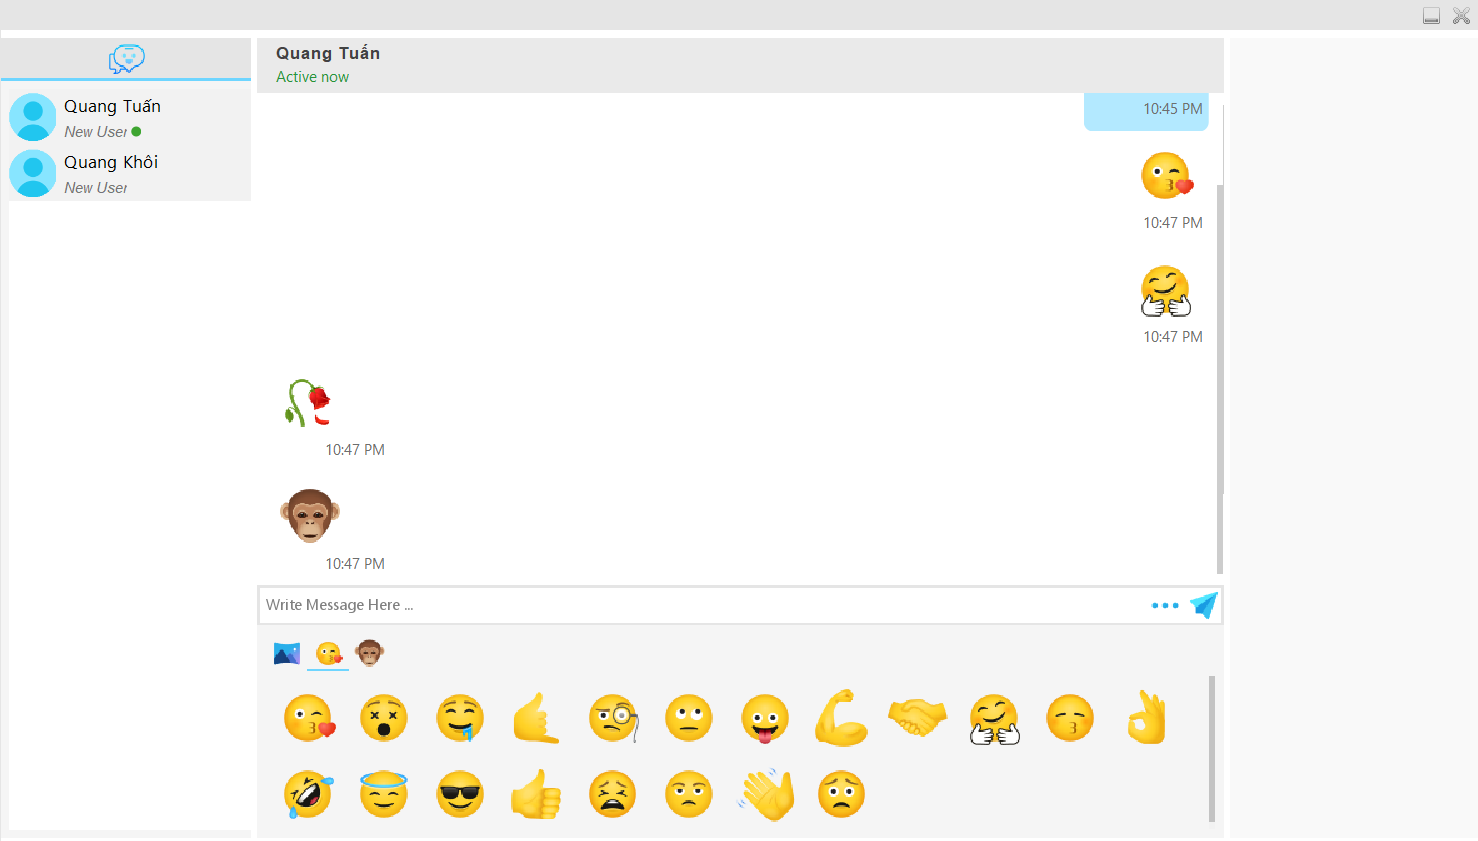 Quang Tuấn
New User
Quang Khôi
New User
Quang Tuấn
Active now
10:45 PM
10:47 PM
10:47 PM
10:47 PM
10:47 PM
Write Message Here ...